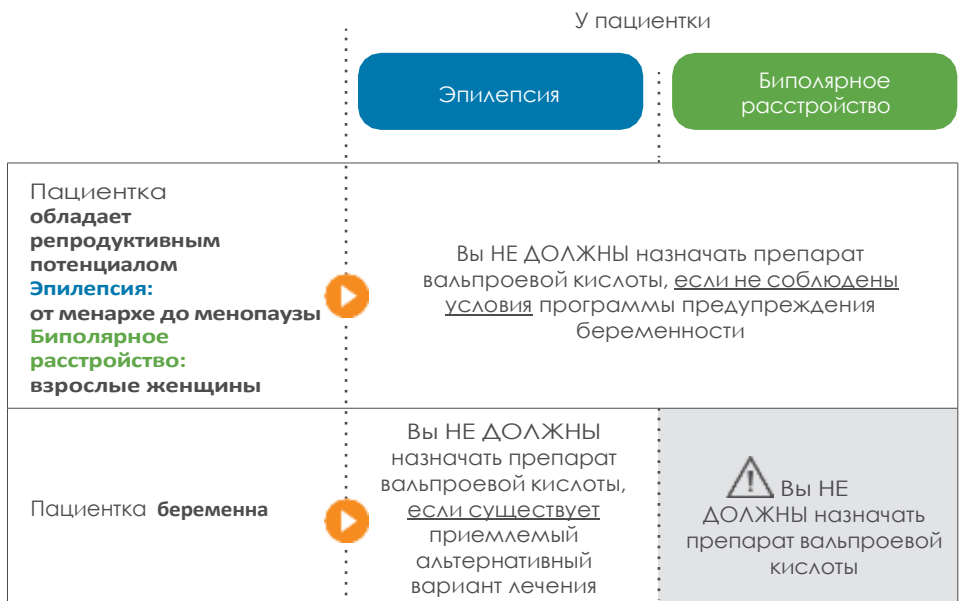 У пациентки
Эпилепсия
Биполярное
расстройство
Пациентка
обладает
репродуктивным
потенциалом
Эпилепсия:
от менархе до менопаузы
Биполярное
расстройство:
взрослые женщины
Вы НЕ ДОЛЖНЫ назначать препарат
вальпроевой кислоты, если не соблюдены
условия программы предупреждения
беременности
Пациентка беременна
Вы НЕ ДОЛЖНЫ
назначать препарат
вальпроевой кислоты,
если существует
приемлемый
альтернативный
вариант лечения
Вы НЕ
ДОЛЖНЫ назначать
препарат вальпроевой
кислоты